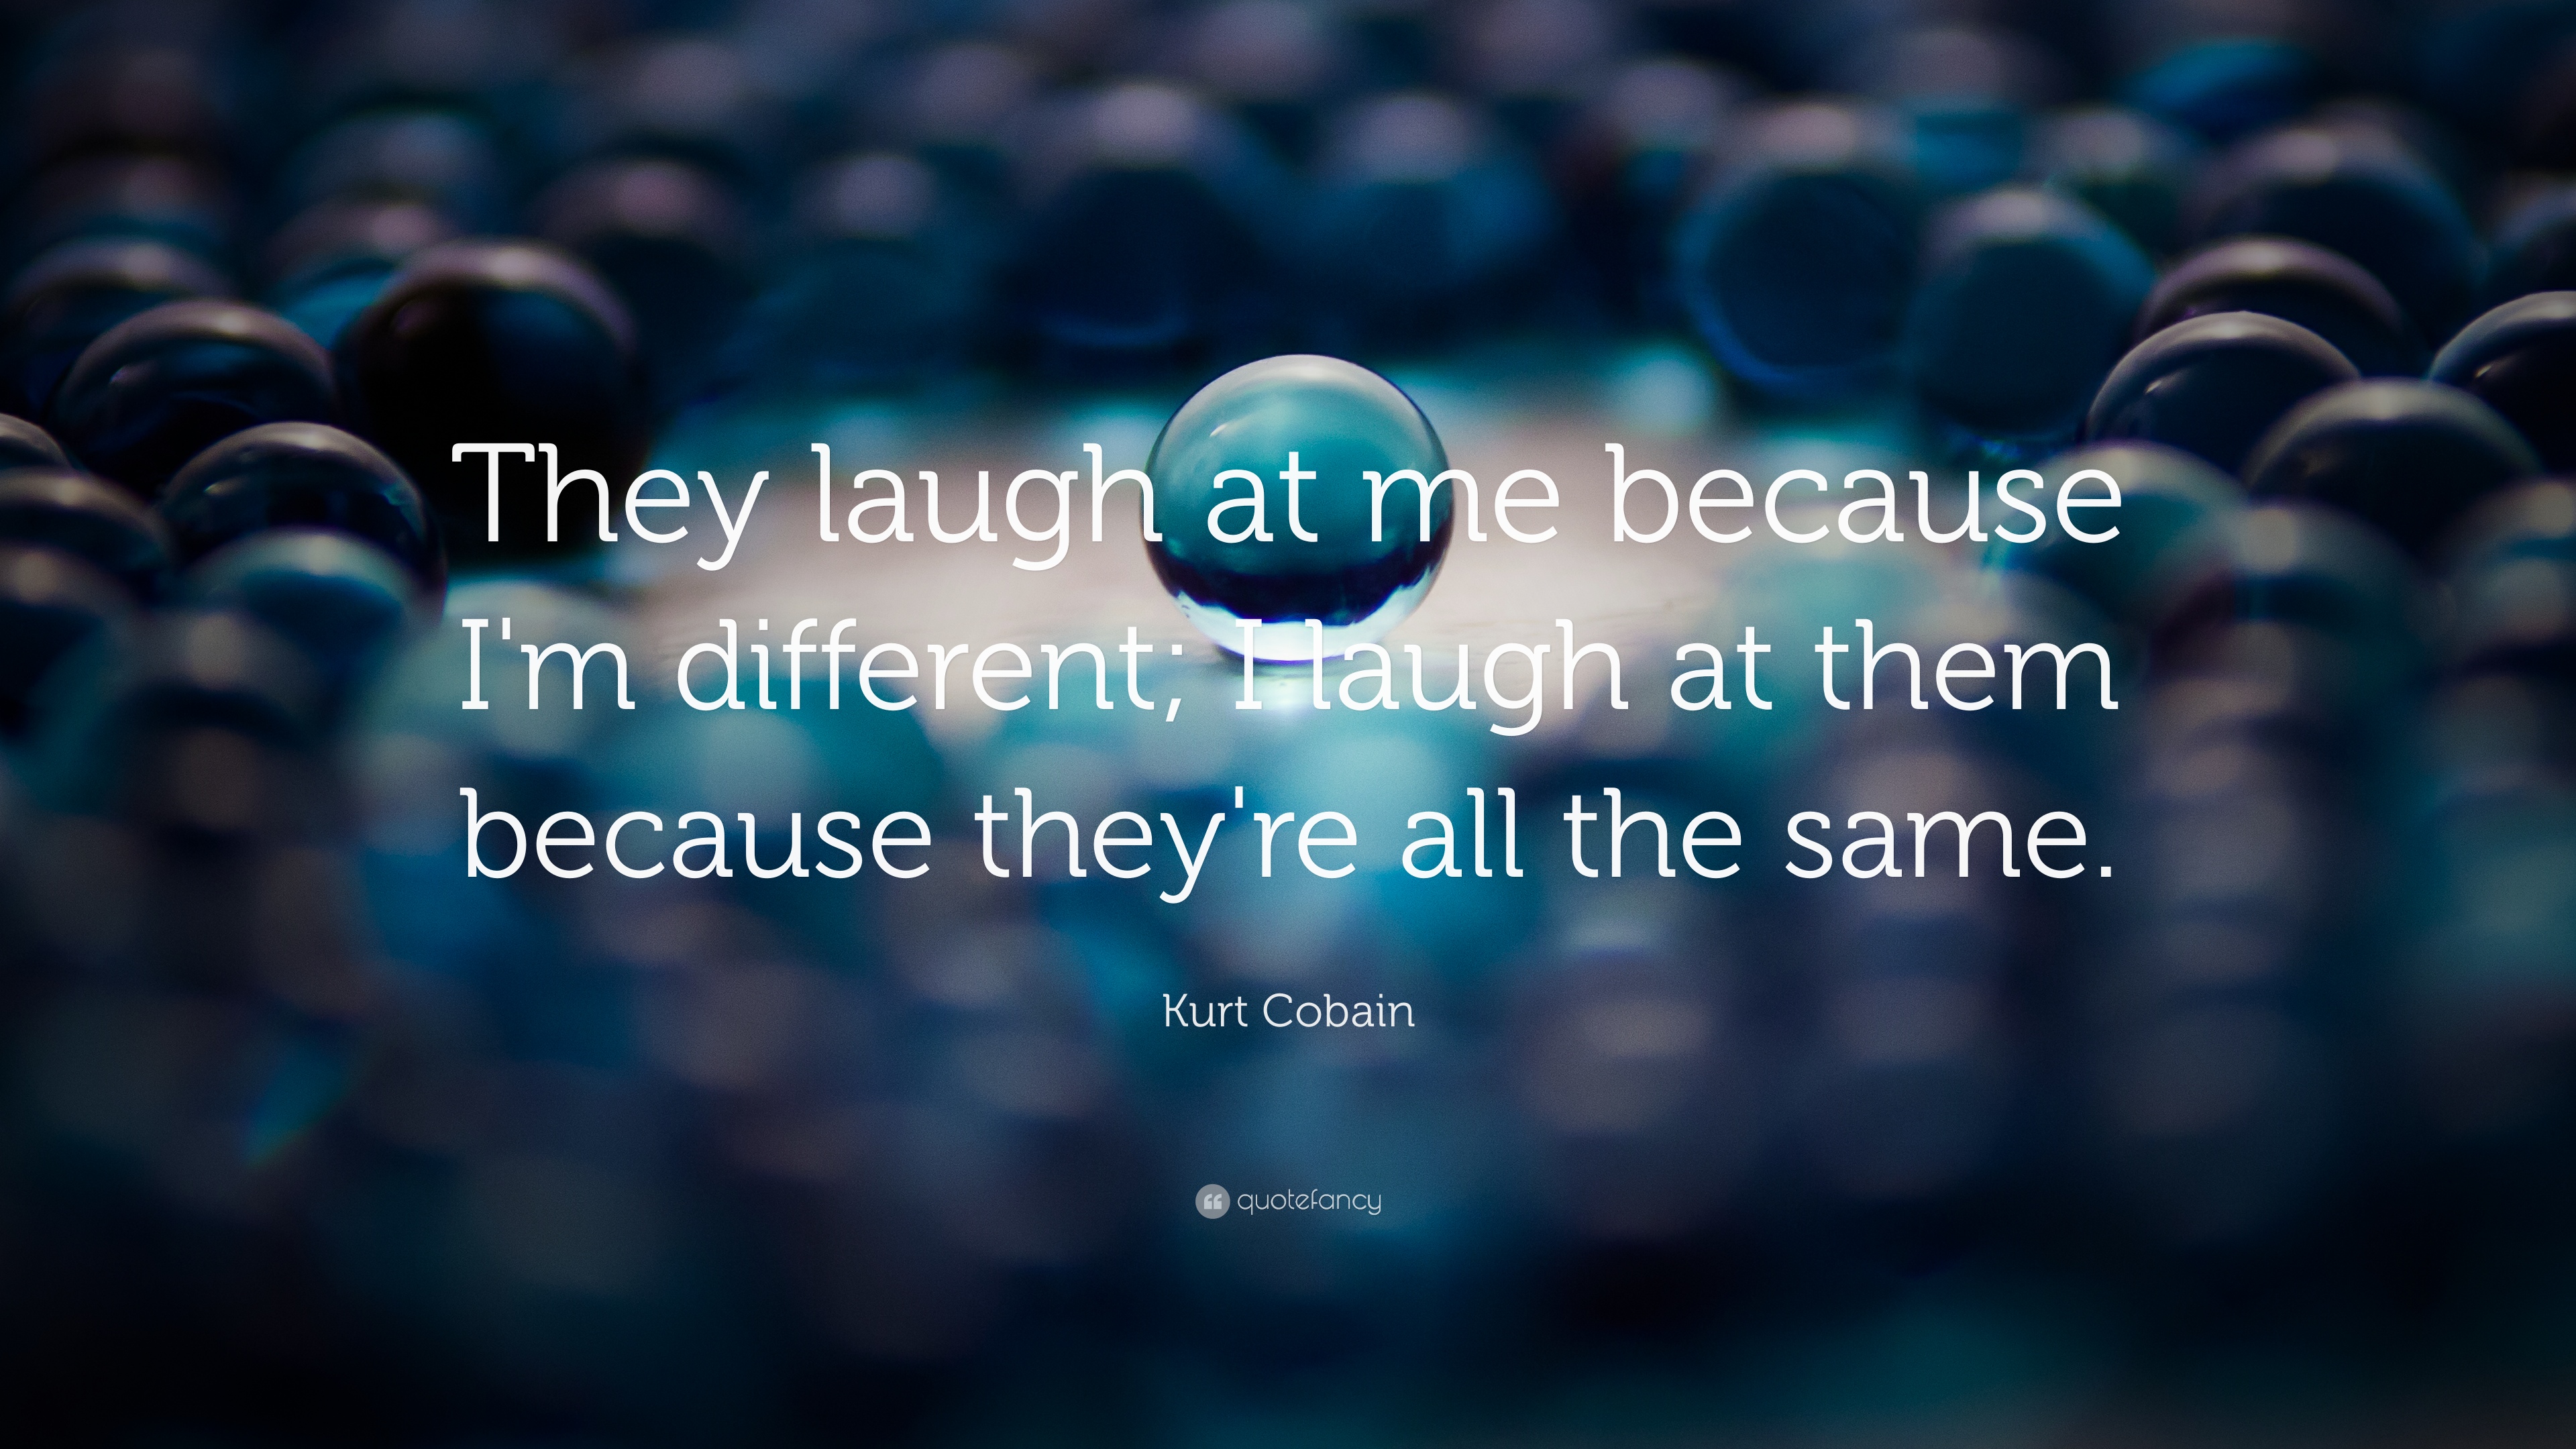 They laugh at me because
I'm different; I laugh at them
because they're all the same.
Kurt Cobain
quotefancy